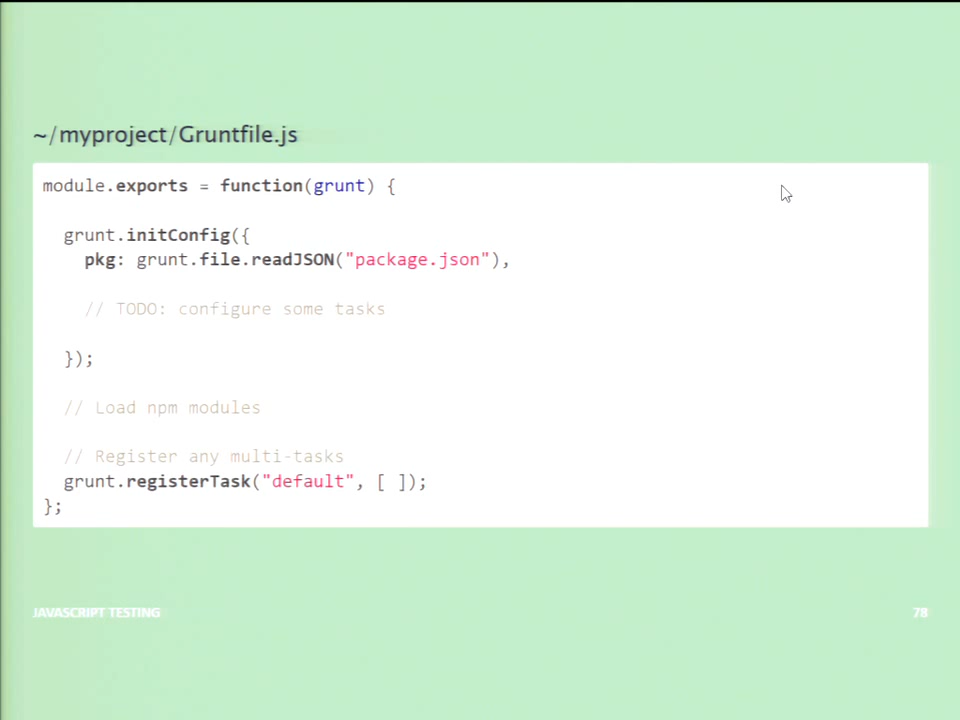 ~/myproject/Gruntfile.js
module.exports = function(grunt) {
grunt.initConfig({
pkg: grunt.file.readJSON("package.json"),
// TODO: configure some tasks
});
// Load npm modules
// Register any multi-tasks
grunt.registerTask("default", [ ]);
};
JAVASCRIPT TESTING
78